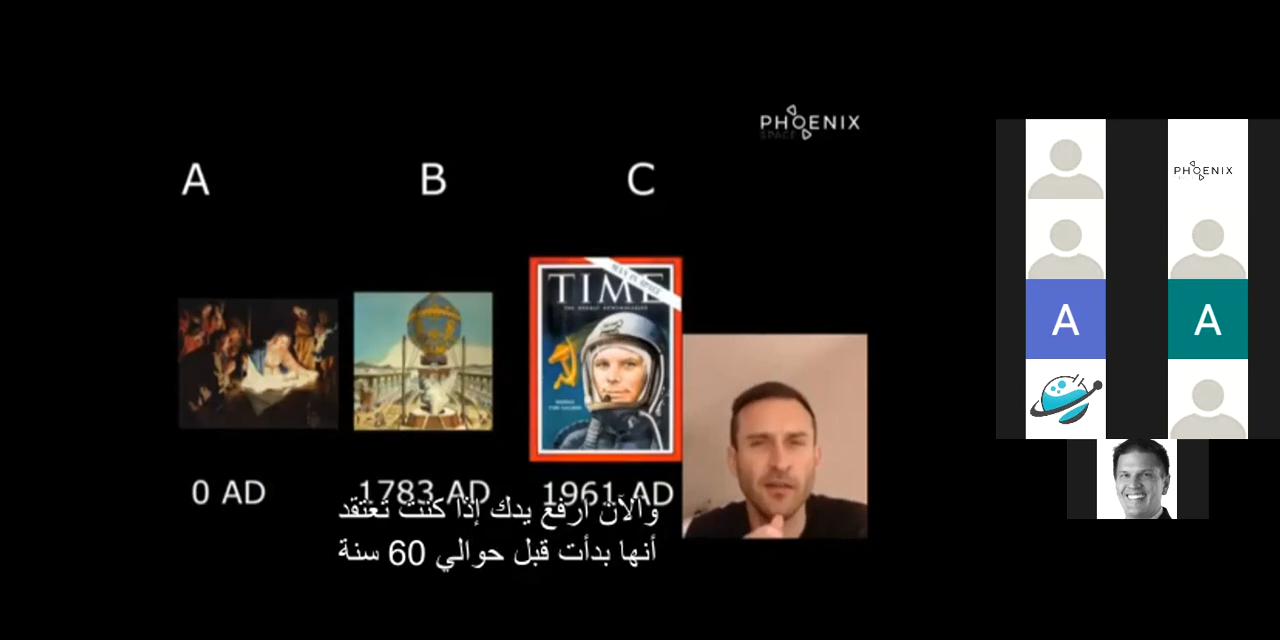 PHOENIX
SPACE
A
B
C
TIME
0 AD
1783 AD
1961 AD
والآن ارفع يدك إذا كنت تعتقد
أنها بدأت قبل حوالي 60 سنة
PHOENIX
A
A